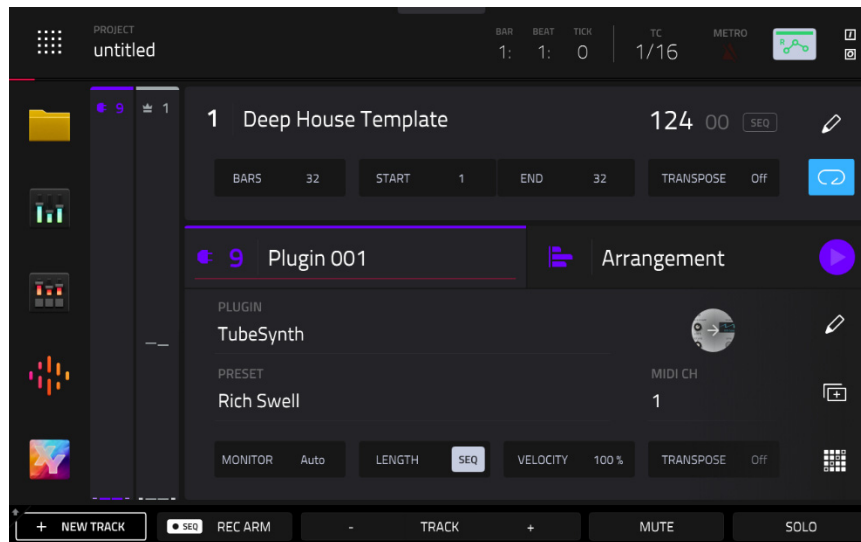 PROJECT
untitled
BAR BEAT TICK
1: 1: 0
TC
1/16
METRO
9
1
1 Deep House Template
124 00 SEQ
BARS 32
START 1
END 32
TRANSPOSE Off
9 Plugin 001
Arrangement
PLUGIN
TubeSynth
PRESET
Rich Swell
MIDI CH
1
MONITOR Auto
LENGTH SEQ
VELOCITY 100 %
TRANSPOSE Off
+ NEW TRACK
SEQ REC ARM
- TRACK +
MUTE
SOLO